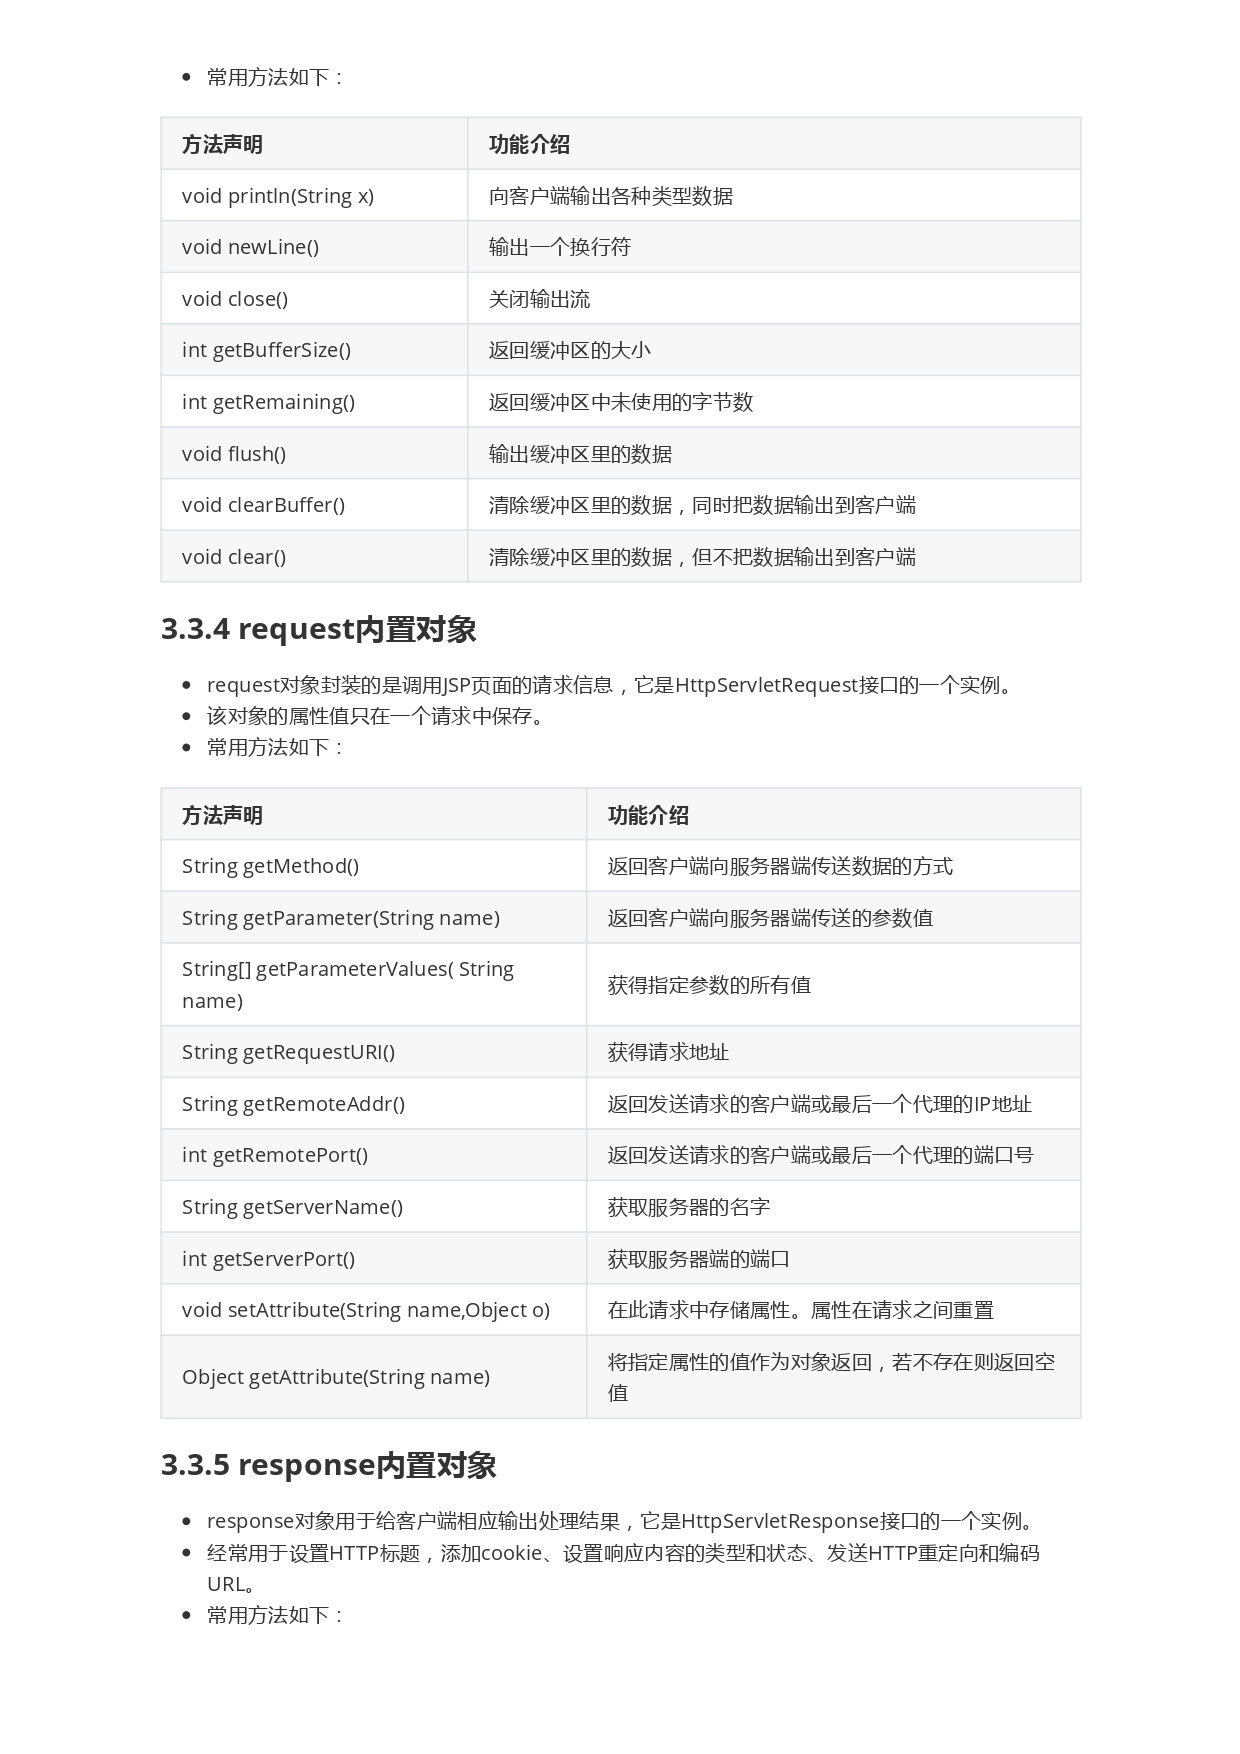 常用方法如下：
方法声明 功能介绍
void println(String x) 向客户端输出各种类型数据
void newLine() 输出一个换行符
void close() 关闭输出流
int getBufferSize() 返回缓冲区的大小
int getRemaining() 返回缓冲区中未使用的字节数
void flush() 输出缓冲区里的数据
void clearBuffer() 清除缓冲区里的数据，同时把数据输出到客户端
void clear() 清除缓冲区里的数据，但不把数据输出到客户端
3.3.4 request内置对象
request对象封装的是调用JSP页面的请求信息，它是HttpServletRequest接口的一个实例。
该对象的属性值只在一个请求中保存。
常用方法如下：
方法声明 功能介绍
String getMethod() 返回客户端向服务器端传送数据的方式
String getParameter(String name) 返回客户端向服务器端传送的参数值
String[] getParameterValues( String
name) 获得指定参数的所有值
String getRequestURI() 获得请求地址
String getRemoteAddr() 返回发送请求的客户端或最后一个代理的IP地址
int getRemotePort() 返回发送请求的客户端或最后一个代理的端口号
String getServerName() 获取服务器的名字
int getServerPort() 获取服务器端的端口
void setAttribute(String name,Object o) 在此请求中存储属性。属性在请求之间重置
Object getAttribute(String name) 将指定属性的值作为对象返回，若不存在则返回空
值
3.3.5 response内置对象
response对象用于给客户端相应输出处理结果，它是HttpServletResponse接口的一个实例。
经常用于设置HTTP标题，添加cookie、设置响应内容的类型和状态、发送HTTP重定向和编码
URL。
常用方法如下：